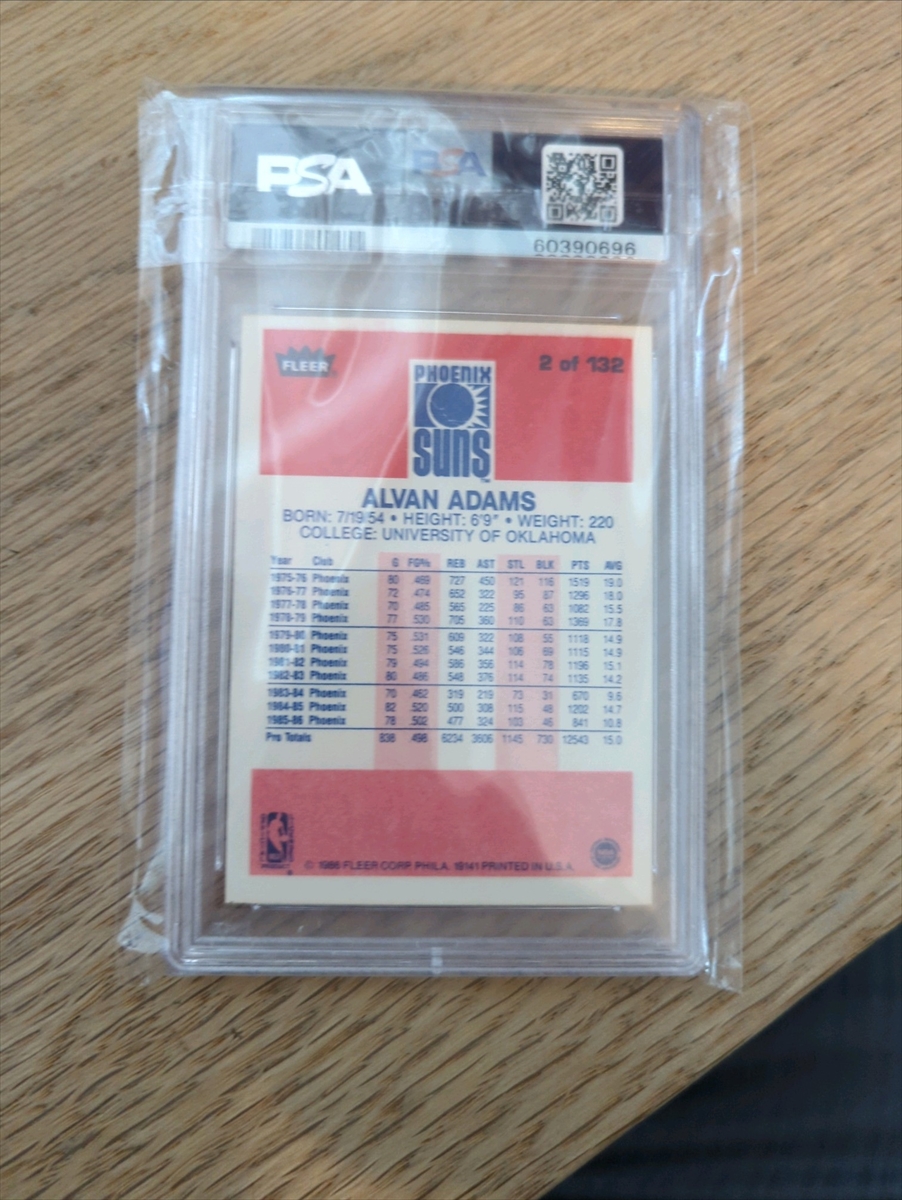 PSA PSA
60390696
FLEER 2 of 132
PHOENIX
SUNS
ALVAN ADAMS
BORN: 7/19/54 • HEIGHT: 6'9" • WEIGHT: 220
COLLEGE: UNIVERSITY OF OKLAHOMA
Year Club G FG% REB AST STL BLK PTS AVG
1975-76 Phoenix 80 .469 727 450 121 116 1519 19.0
1976-77 Phoenix 72 .474 652 322 95 87 1296 18.0
1977-78 Phoenix 70 .485 565 225 86 63 1082 15.5
1978-79 Phoenix 77 .530 705 360 110 63 1369 17.8
1979-80 Phoenix 75 .531 609 322 108 55 1118 14.9
1980-81 Phoenix 75 .526 546 344 106 69 1115 14.9
1981-82 Phoenix 79 .494 586 356 114 78 1196 15.1
1982-83 Phoenix 80 .486 548 376 114 74 1135 14.2
1983-84 Phoenix 70 .462 319 219 73 31 670 9.6
1984-85 Phoenix 82 .520 500 308 115 48 1202 14.7
1985-86 Phoenix 78 .502 477 324 103 46 841 10.8
Pro Totals 838 .498 6234 3606 1145 730 12543 15.0
© 1986 FLEER CORP. PHILA. 19141 PRINTED IN U.S.A.